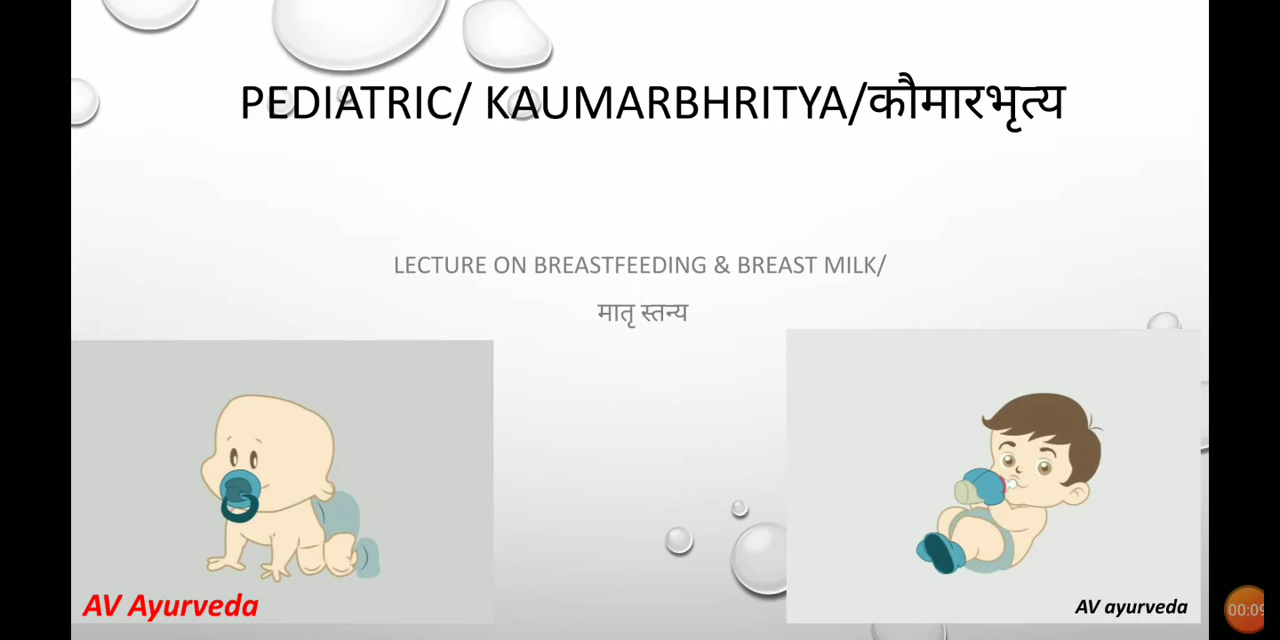 PEDIATRIC/ KAUMARBHRITYA/कौमारभृत्य
LECTURE ON BREASTFEEDING & BREAST MILK/
मातृ स्तन्य
AV Ayurveda
AV ayurveda
00:09